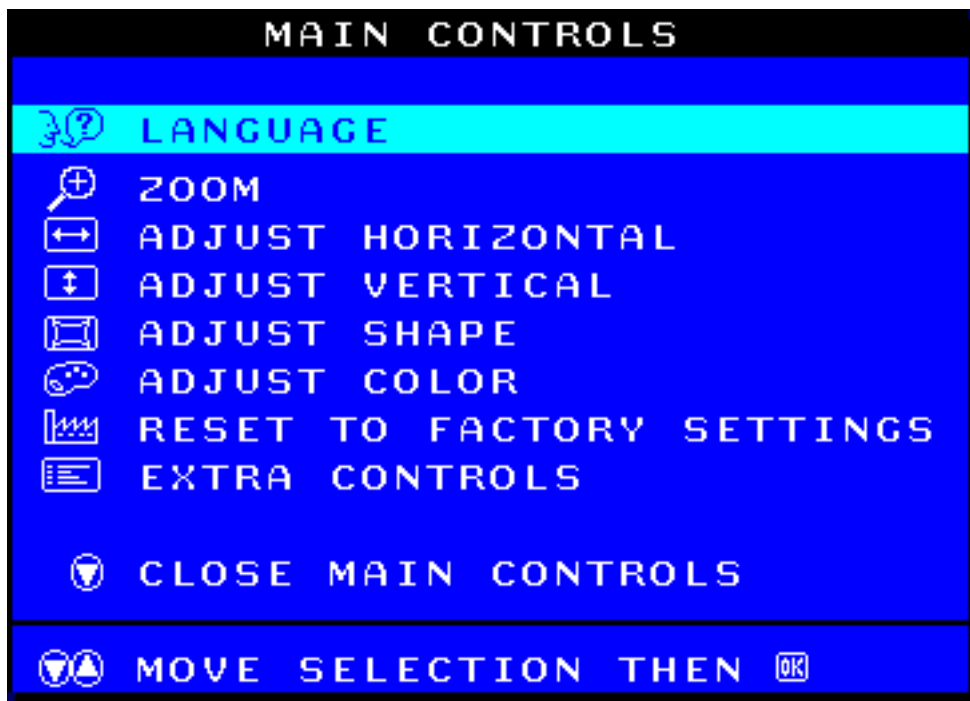 MAIN CONTROLS
LANGUAGE
ZOOM
ADJUST HORIZONTAL
ADJUST VERTICAL
ADJUST SHAPE
ADJUST COLOR
RESET TO FACTORY SETTINGS
EXTRA CONTROLS
CLOSE MAIN CONTROLS
MOVE SELECTION THEN OK